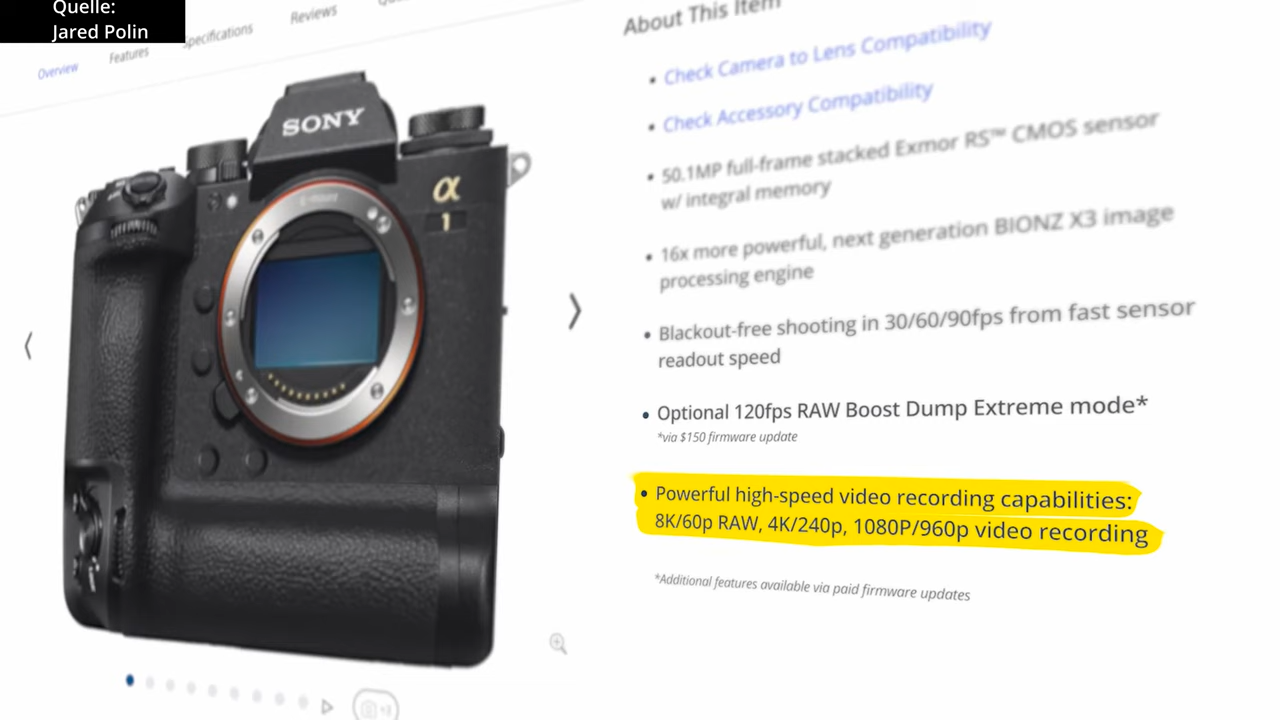 Quelle:
Jared Polin
Overview
Features
Specifications
Reviews
SONY
α
1
About This Item
• Check Camera to Lens Compatibility
• Check Accessory Compatibility
• 50.1MP full-frame stacked Exmor RS™ CMOS sensor
w/ integral memory
• 16x more powerful, next generation BIONZ X3 image
processing engine
• Blackout-free shooting in 30/60/90fps from fast sensor
readout speed
• Optional 120fps RAW Boost Dump Extreme mode*
*via $150 firmware update
• Powerful high-speed video recording capabilities:
8K/60p RAW, 4K/240p, 1080P/960p video recording
*Additional features available via paid firmware updates